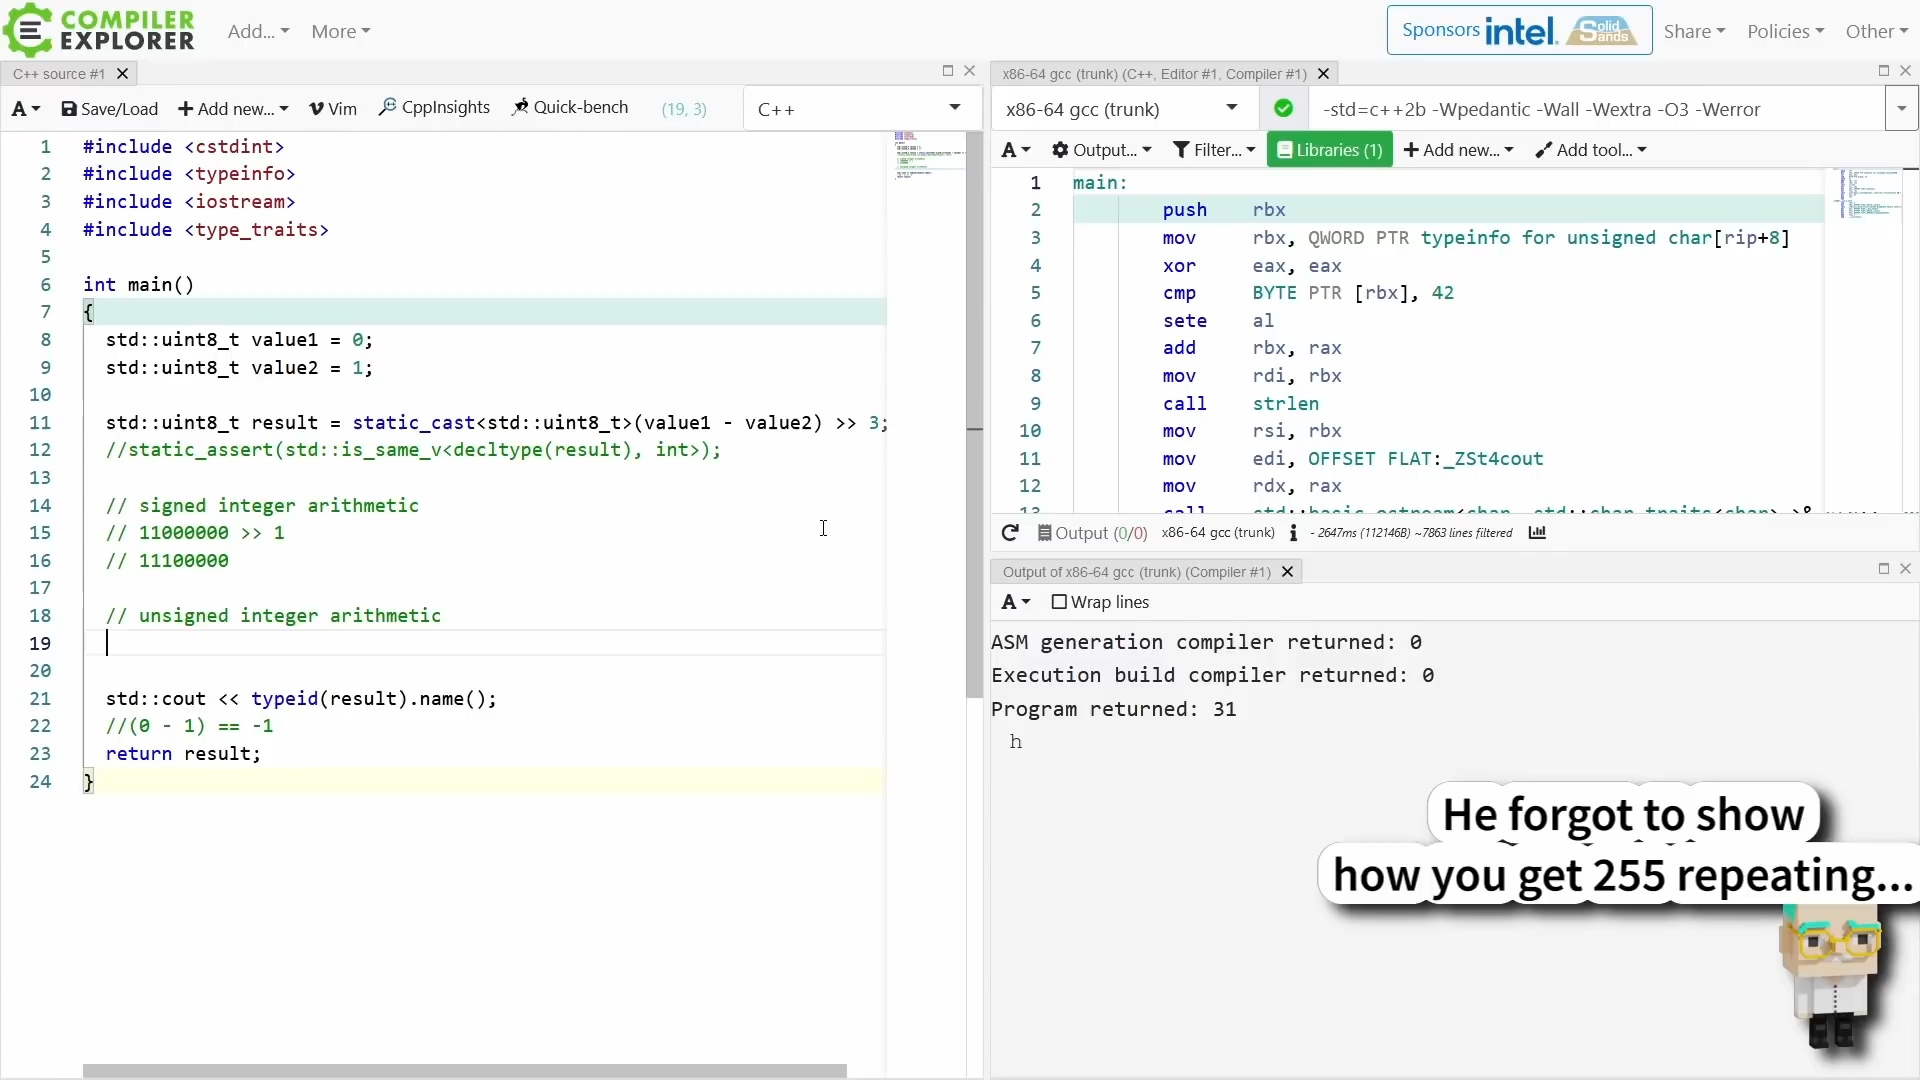 COMPILER
EXPLORER
Add...
More
Sponsors intel. Solid Sands
Share
Policies
Other
C++ source #1
A
Save/Load
Add new...
Vim
CppInsights
Quick-bench
(19, 3)
C++
1 #include <cstdint>
2 #include <typeinfo>
3 #include <iostream>
4 #include <type_traits>
5
6 int main()
7 {
8 std::uint8_t value1 = 0;
9 std::uint8_t value2 = 1;
10
11 std::uint8_t result = static_cast<std::uint8_t>(value1 - value2) >> 3;
12 //static_assert(std::is_same_v<decltype(result), int>);
13
14 // signed integer arithmetic
15 // 11000000 >> 1
16 // 11100000
17
18 // unsigned integer arithmetic
19
20
21 std::cout << typeid(result).name();
22 //(0 - 1) == -1
23 return result;
24 }
x86-64 gcc (trunk) (C++, Editor #1, Compiler #1)
x86-64 gcc (trunk)
-std=c++2b -Wpedantic -Wall -Wextra -O3 -Werror
A
Output...
Filter...
Libraries (1)
Add new...
Add tool...
1 main:
2 push rbx
3 mov rbx, QWORD PTR typeinfo for unsigned char[rip+8]
4 xor eax, eax
5 cmp BYTE PTR [rbx], 42
6 sete al
7 add rbx, rax
8 mov rdi, rbx
9 call strlen
10 mov rsi, rbx
11 mov edi, OFFSET FLAT:_ZSt4cout
12 mov rdx, rax
Output (0/0) x86-64 gcc (trunk) - 2647ms (112146B) ~7863 lines filtered
Output of x86-64 gcc (trunk) (Compiler #1)
A
Wrap lines
ASM generation compiler returned: 0
Execution build compiler returned: 0
Program returned: 31
h
He forgot to show
how you get 255 repeating...